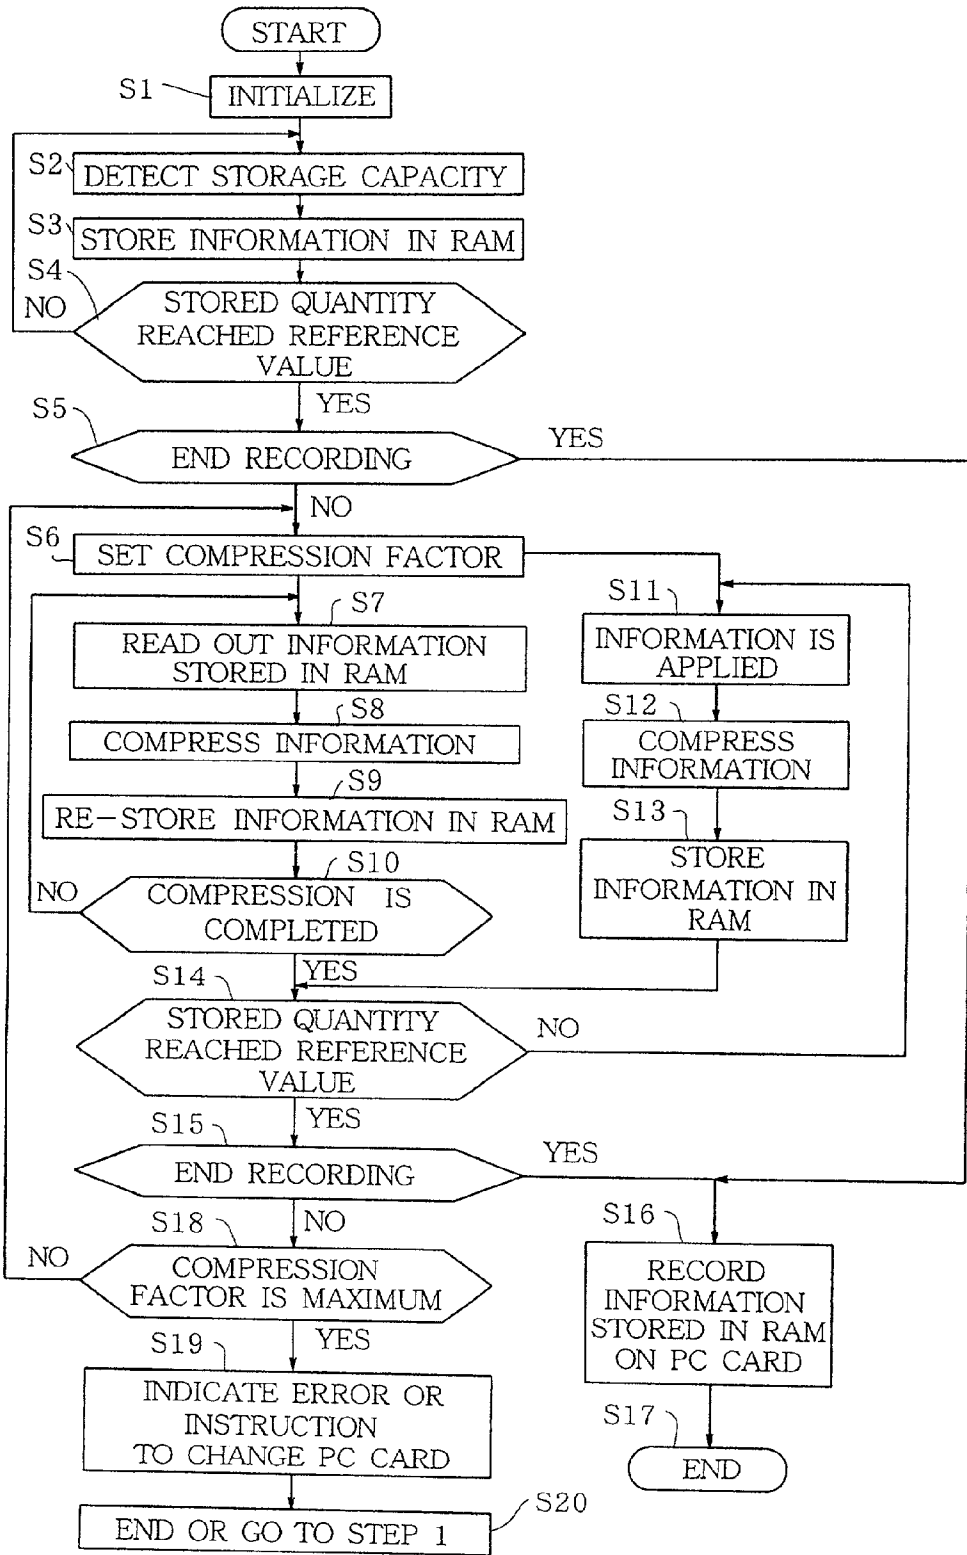 START
S1
INITIALIZE
S2
DETECT STORAGE CAPACITY
S3
STORE INFORMATION IN RAM
S4
NO
STORED QUANTITY
REACHED REFERENCE
VALUE
YES
S5
END RECORDING
YES
NO
S6
SET COMPRESSION FACTOR
S7
READ OUT INFORMATION
STORED IN RAM
S8
COMPRESS INFORMATION
S9
RE-STORE INFORMATION IN RAM
S10
NO
COMPRESSION IS
COMPLETED
YES
S11
INFORMATION IS
APPLIED
S12
COMPRESS
INFORMATION
S13
STORE
INFORMATION IN
RAM
S14
STORED QUANTITY
REACHED REFERENCE
VALUE
NO
YES
S15
END RECORDING
YES
NO
S18
NO
COMPRESSION
FACTOR IS MAXIMUM
YES
S16
RECORD
INFORMATION
STORED IN RAM
ON PC CARD
S19
INDICATE ERROR OR
INSTRUCTION
TO CHANGE PC CARD
S17
END
S20
END OR GO TO STEP 1